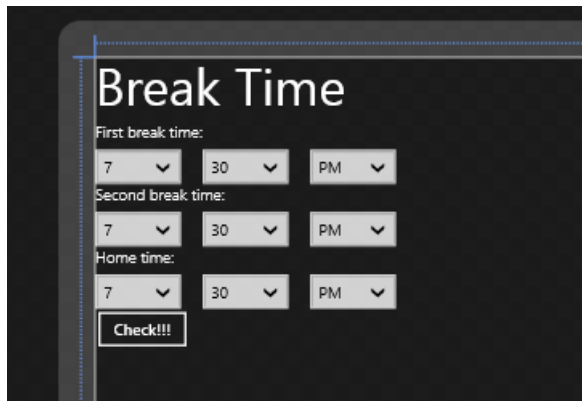 Break Time
First break time:
7 30 PM
Second break time:
7 30 PM
Home time:
7 30 PM
Check!!!